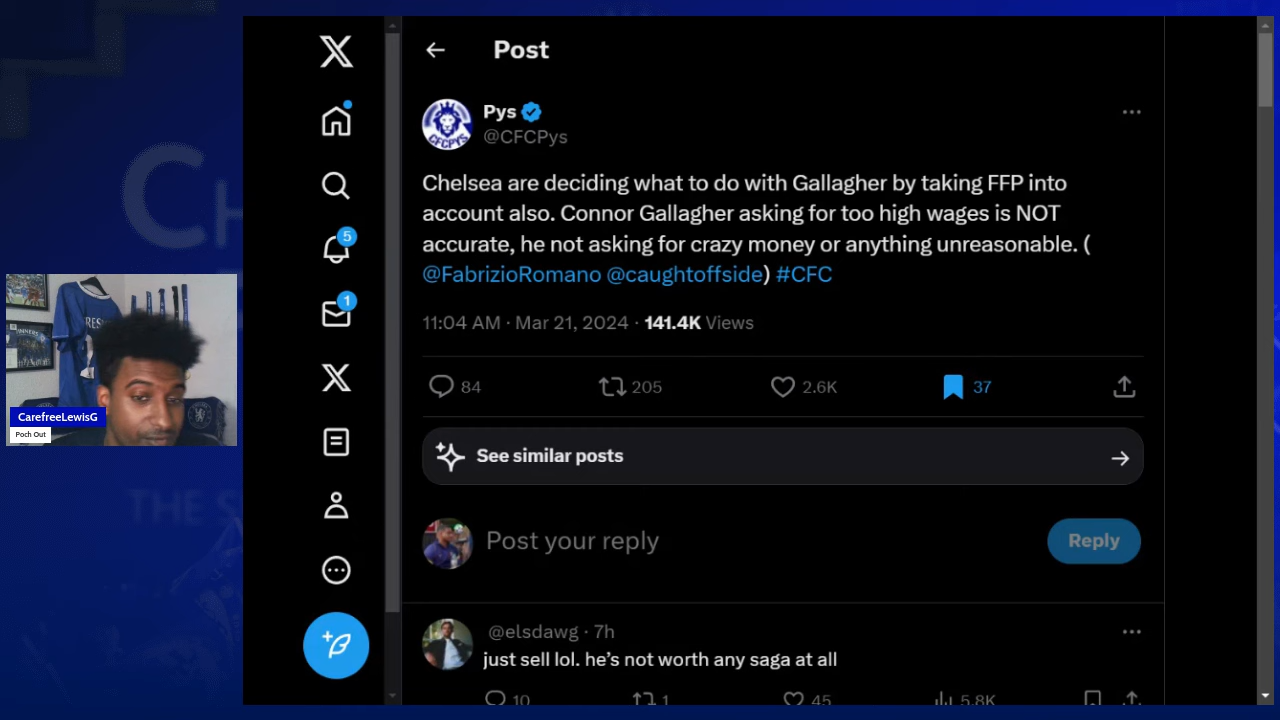 Post
Pys
@CFCPys
CFCPYS
Chelsea are deciding what to do with Gallagher by taking FFP into
account also. Connor Gallagher asking for too high wages is NOT
accurate, he not asking for crazy money or anything unreasonable. (
@FabrizioRomano @caughtoffside) #CFC
11:04 AM · Mar 21, 2024 · 141.4K Views
84 205 2.6K 37
See similar posts
Post your reply
Reply
@elsdawg · 7h
just sell lol. he’s not worth any saga at all
10 1 45 5.8K
5
1
CarefreeLewisG
Poch Out
CH
THE S